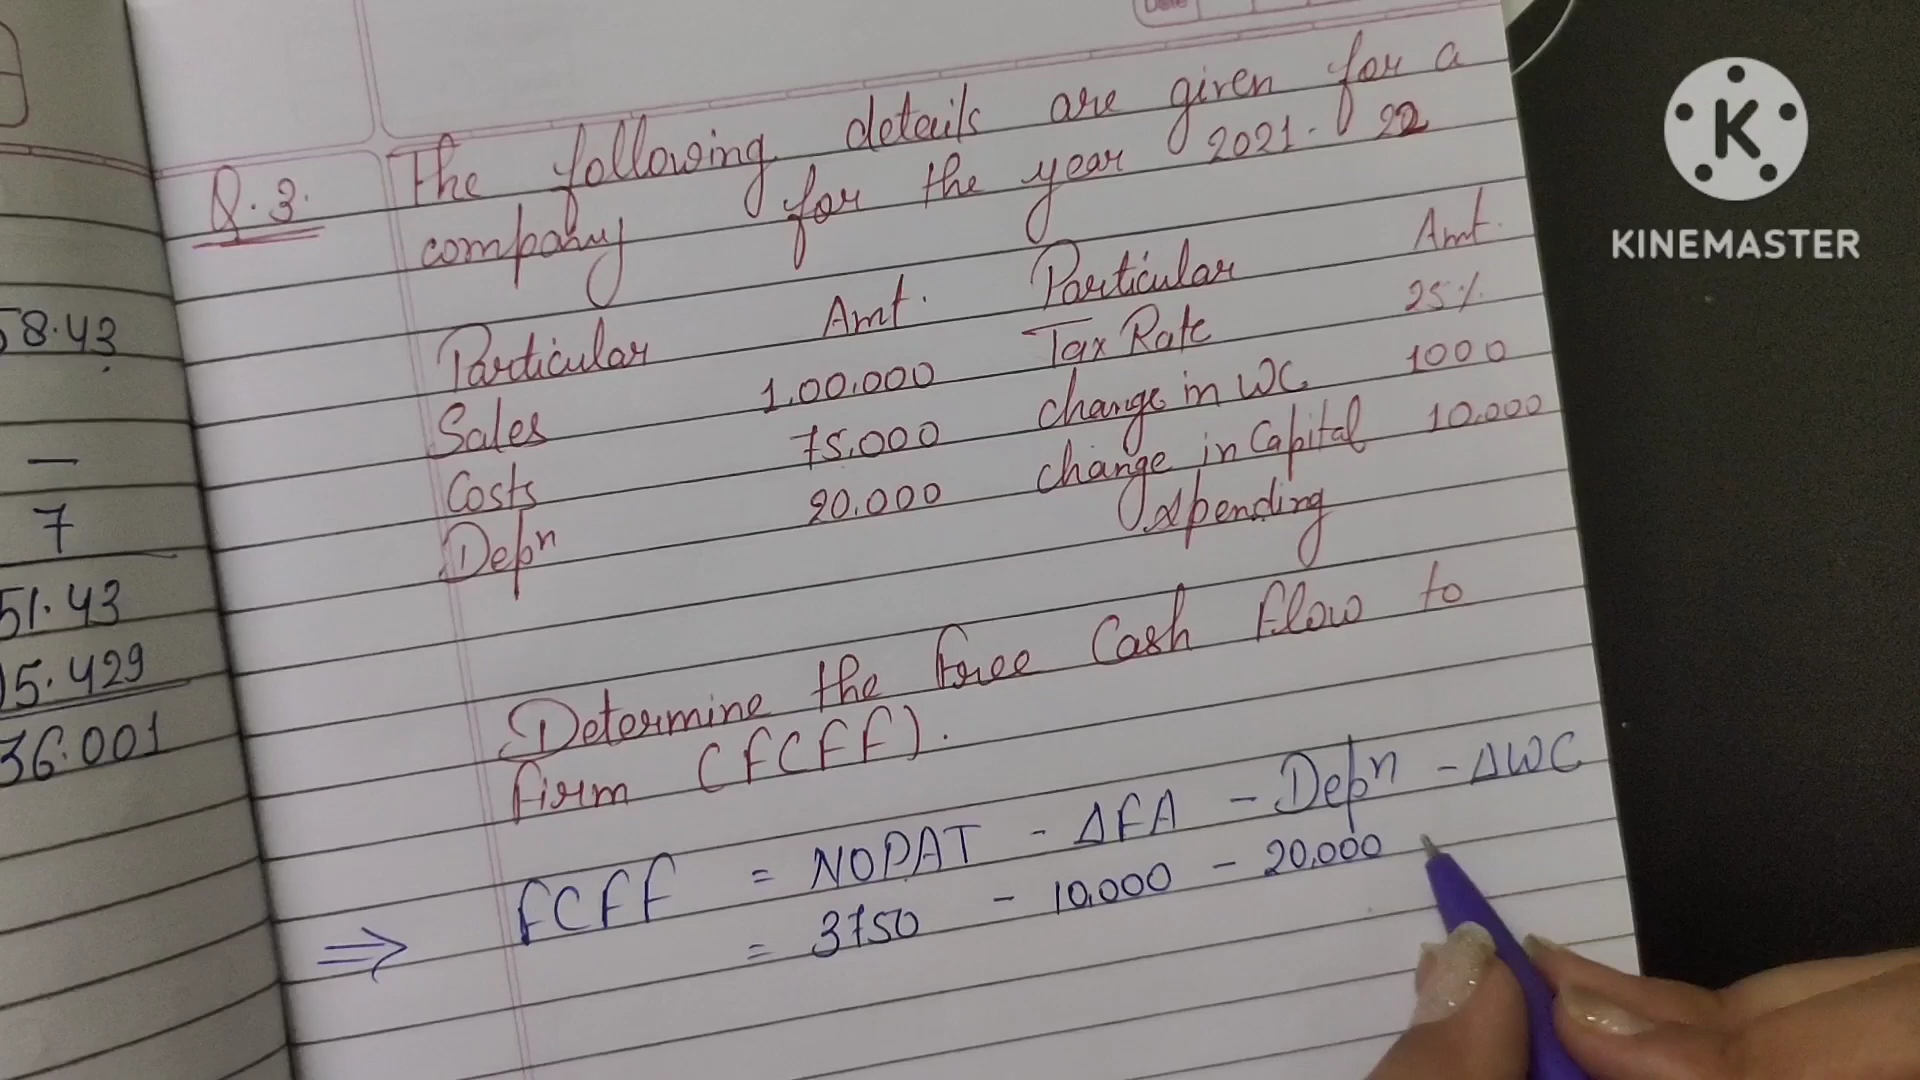 Date
Q.3. The following details are given for a
company for the year 2021-22
Particular Amt. Particular Amt.
Sales 1,00,000 Tax Rate 25%
Costs 75,000 change in WC 1000
Depn 20,000 change in Capital 10,000
spending
Determine the Free Cash Flow to
firm (FCFF).
⇒ FCFF = NOPAT - ΔFA - Depn - ΔWC
= 3750 - 10,000 - 20,000
58.43
—
7
51.43
15.429
36.001
K
KINEMASTER